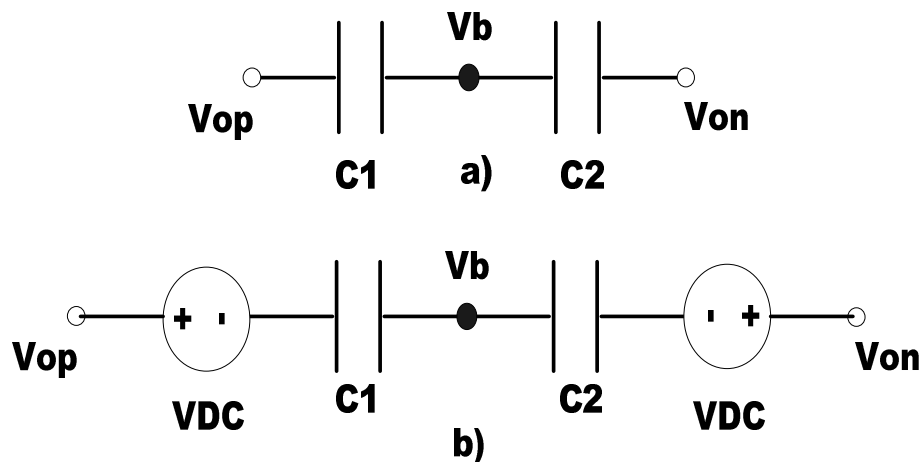 Vb
Vop
Von
C1
a)
C2
Vb
+ -
- +
Vop
Von
C1
C2
VDC
VDC
b)